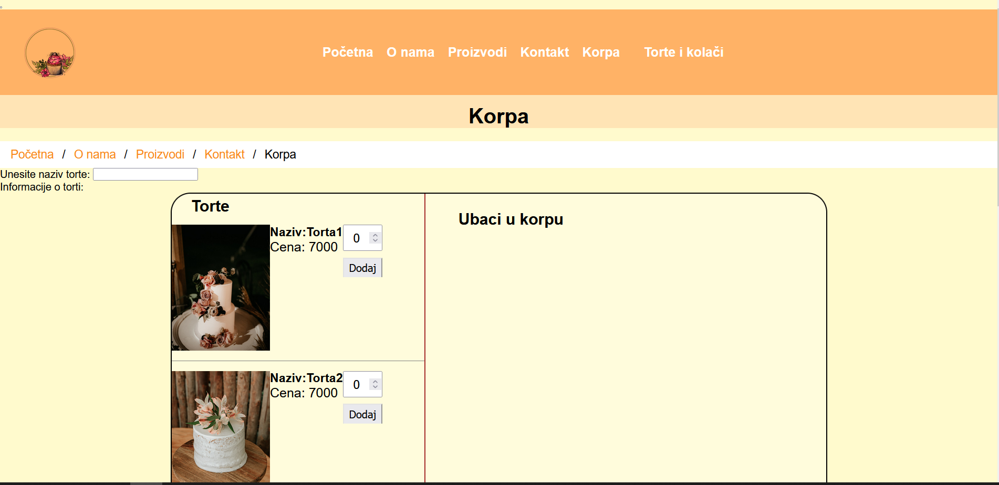 Početna O nama Proizvodi Kontakt Korpa Torte i kolači
Korpa
Početna / O nama / Proizvodi / Kontakt / Korpa
Unesite naziv torte:
Informacije o torti:
Torte
Naziv:Torta1
Cena: 7000
0
Dodaj
Naziv:Torta2
Cena: 7000
0
Dodaj
Ubaci u korpu